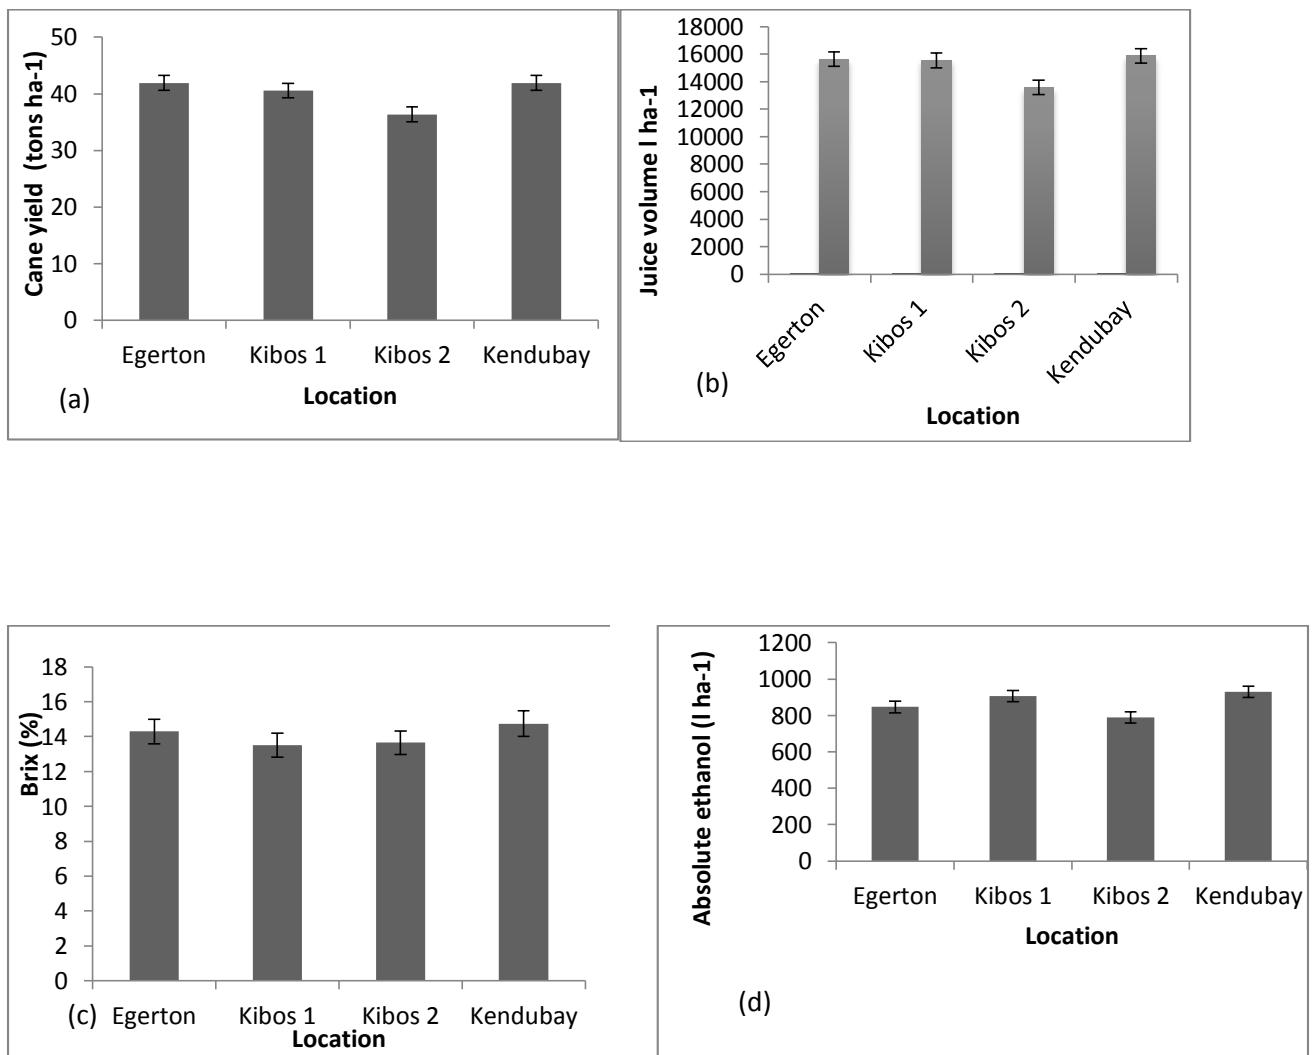 Cane yield (tons ha-1)
50
40
30
20
10
0
Egerton Kibos 1 Kibos 2 Kendubay
Location
(a)
Juice volume l ha-1
18000
16000
14000
12000
10000
8000
6000
4000
2000
0
Egerton Kibos 1 Kibos 2 Kendubay
Location
(b)
Brix (%)
18
16
14
12
10
8
6
4
2
0
Egerton Kibos 1 Kibos 2 Kendubay
Location
(c)
Absolute ethanol (l ha-1)
1200
1000
800
600
400
200
0
Egerton Kibos 1 Kibos 2 Kendubay
Location
(d)